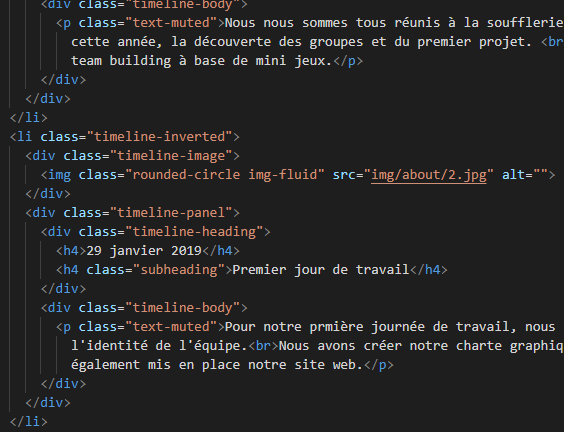 <div class="timeline-body">
<p class="text-muted">Nous nous sommes tous réunis à la soufflerie
cette année, la découverte des groupes et du premier projet. <br
team building à base de mini jeux.</p>
</div>
</div>
</li>
<li class="timeline-inverted">
<div class="timeline-image">
<img class="rounded-circle img-fluid" src="img/about/2.jpg" alt="">
</div>
<div class="timeline-panel">
<div class="timeline-heading">
<h4>29 janvier 2019</h4>
<h4 class="subheading">Premier jour de travail</h4>
</div>
<div class="timeline-body">
<p class="text-muted">Pour notre prmière journée de travail, nous
l'identité de l'équipe.<br>Nous avons créer notre charte graphiq
également mis en place notre site web.</p>
</div>
</div>
</li>